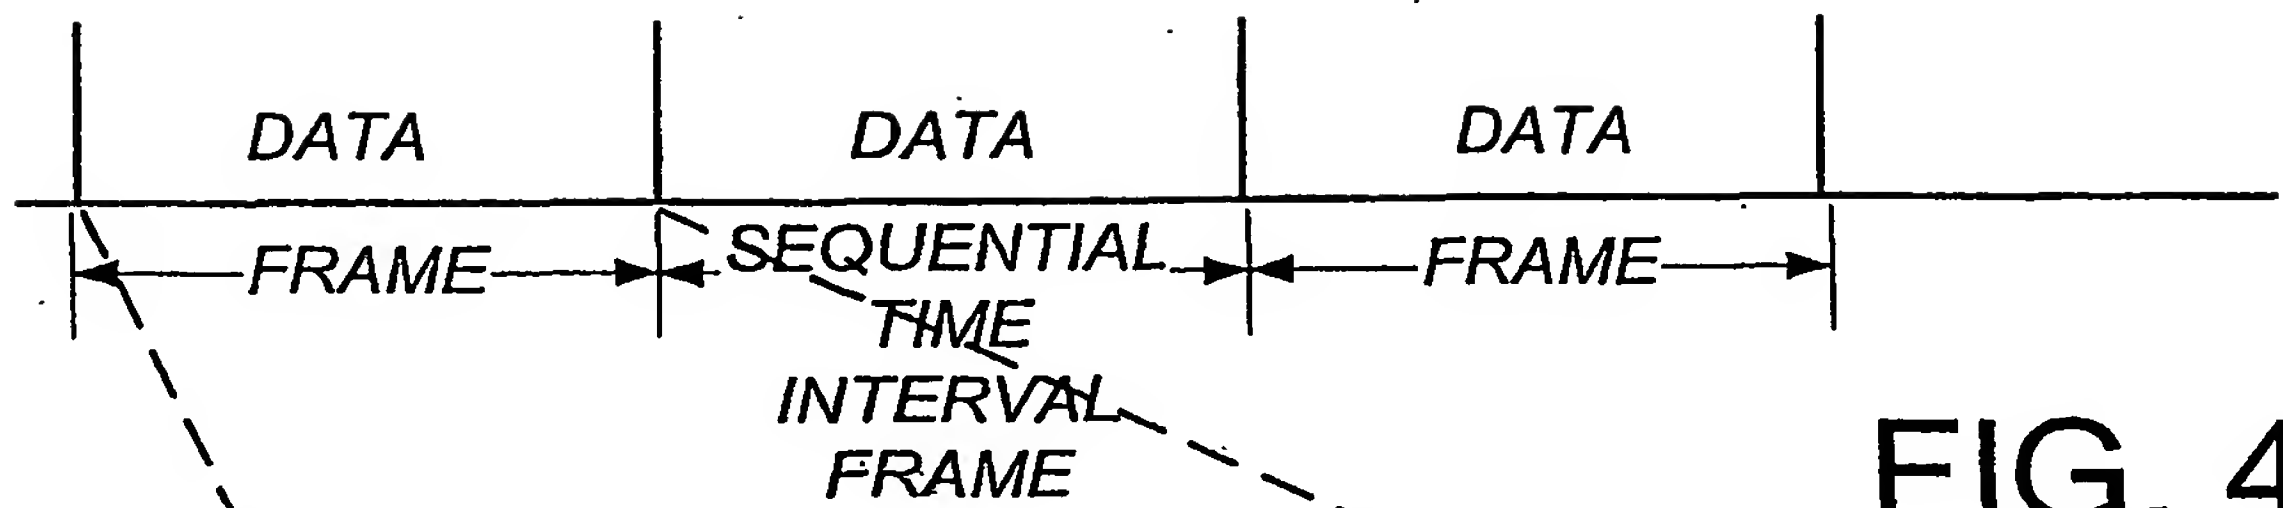 DATA DATA DATA
FRAME SEQUENTIAL FRAME
TIME
INTERVAL
FRAME
FIG. 4